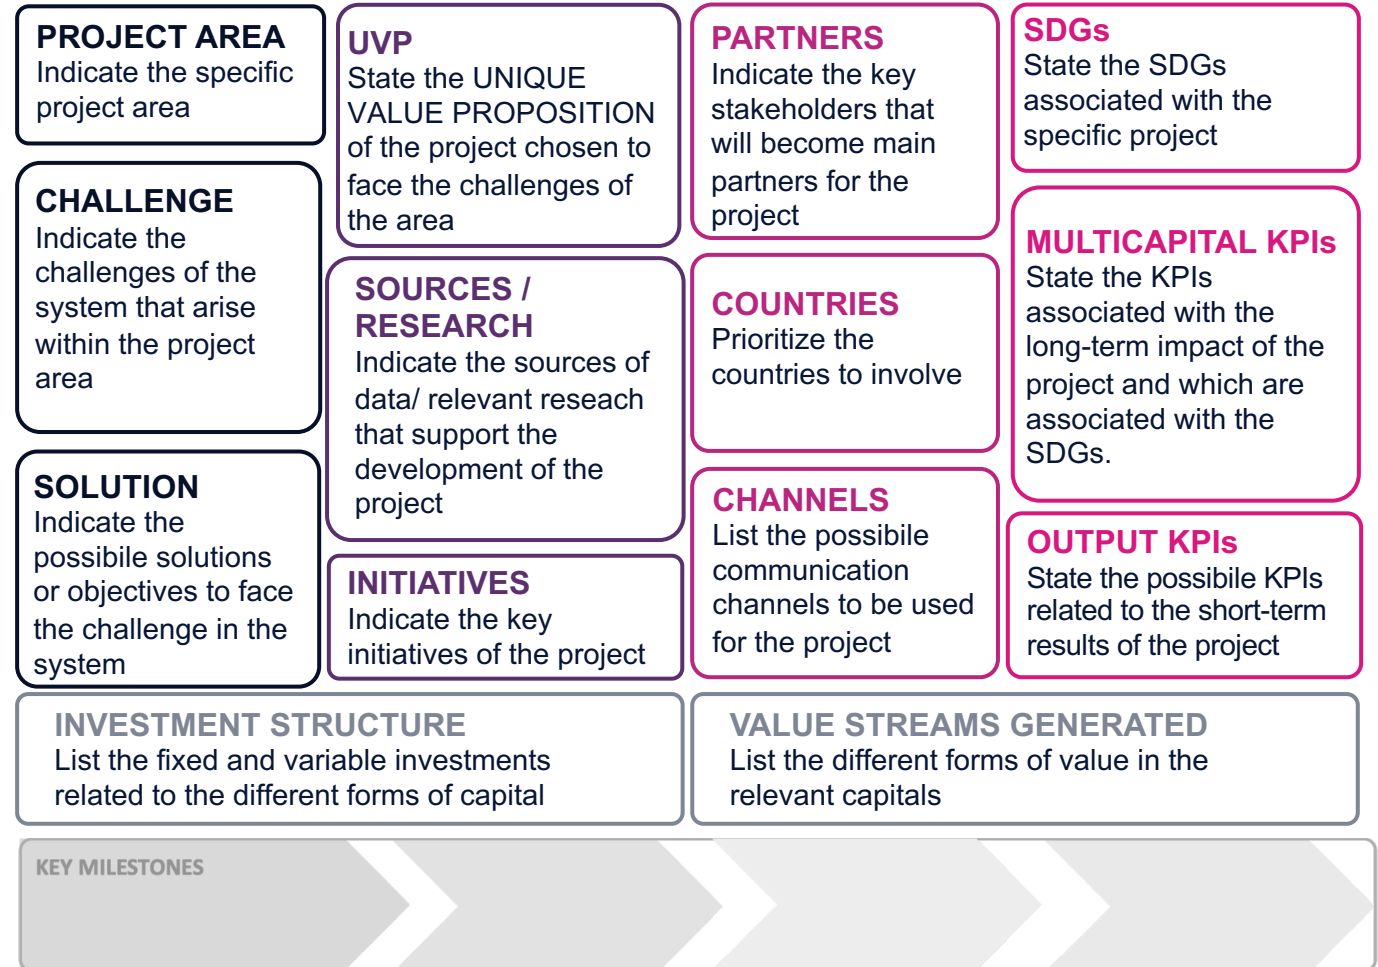 PROJECT AREA
Indicate the specific
project area
CHALLENGE
Indicate the
challenges of the
system that arise
within the project
area
SOLUTION
Indicate the
possibile solutions
or objectives to face
the challenge in the
system
UVP
State the UNIQUE
VALUE PROPOSITION
of the project chosen to
face the challenges of
the area
SOURCES /
RESEARCH
Indicate the sources of
data/ relevant reseach
that support the
development of the
project
INITIATIVES
Indicate the key
initiatives of the project
PARTNERS
Indicate the key
stakeholders that
will become main
partners for the
project
COUNTRIES
Prioritize the
countries to involve
CHANNELS
List the possibile
communication
channels to be used
for the project
SDGs
State the SDGs
associated with the
specific project
MULTICAPITAL KPIs
State the KPIs
associated with the
long-term impact of the
project and which are
associated with the
SDGs.
OUTPUT KPIs
State the possibile KPIs
related to the short-term
results of the project
INVESTMENT STRUCTURE
List the fixed and variable investments
related to the different forms of capital
VALUE STREAMS GENERATED
List the different forms of value in the
relevant capitals
KEY MILESTONES